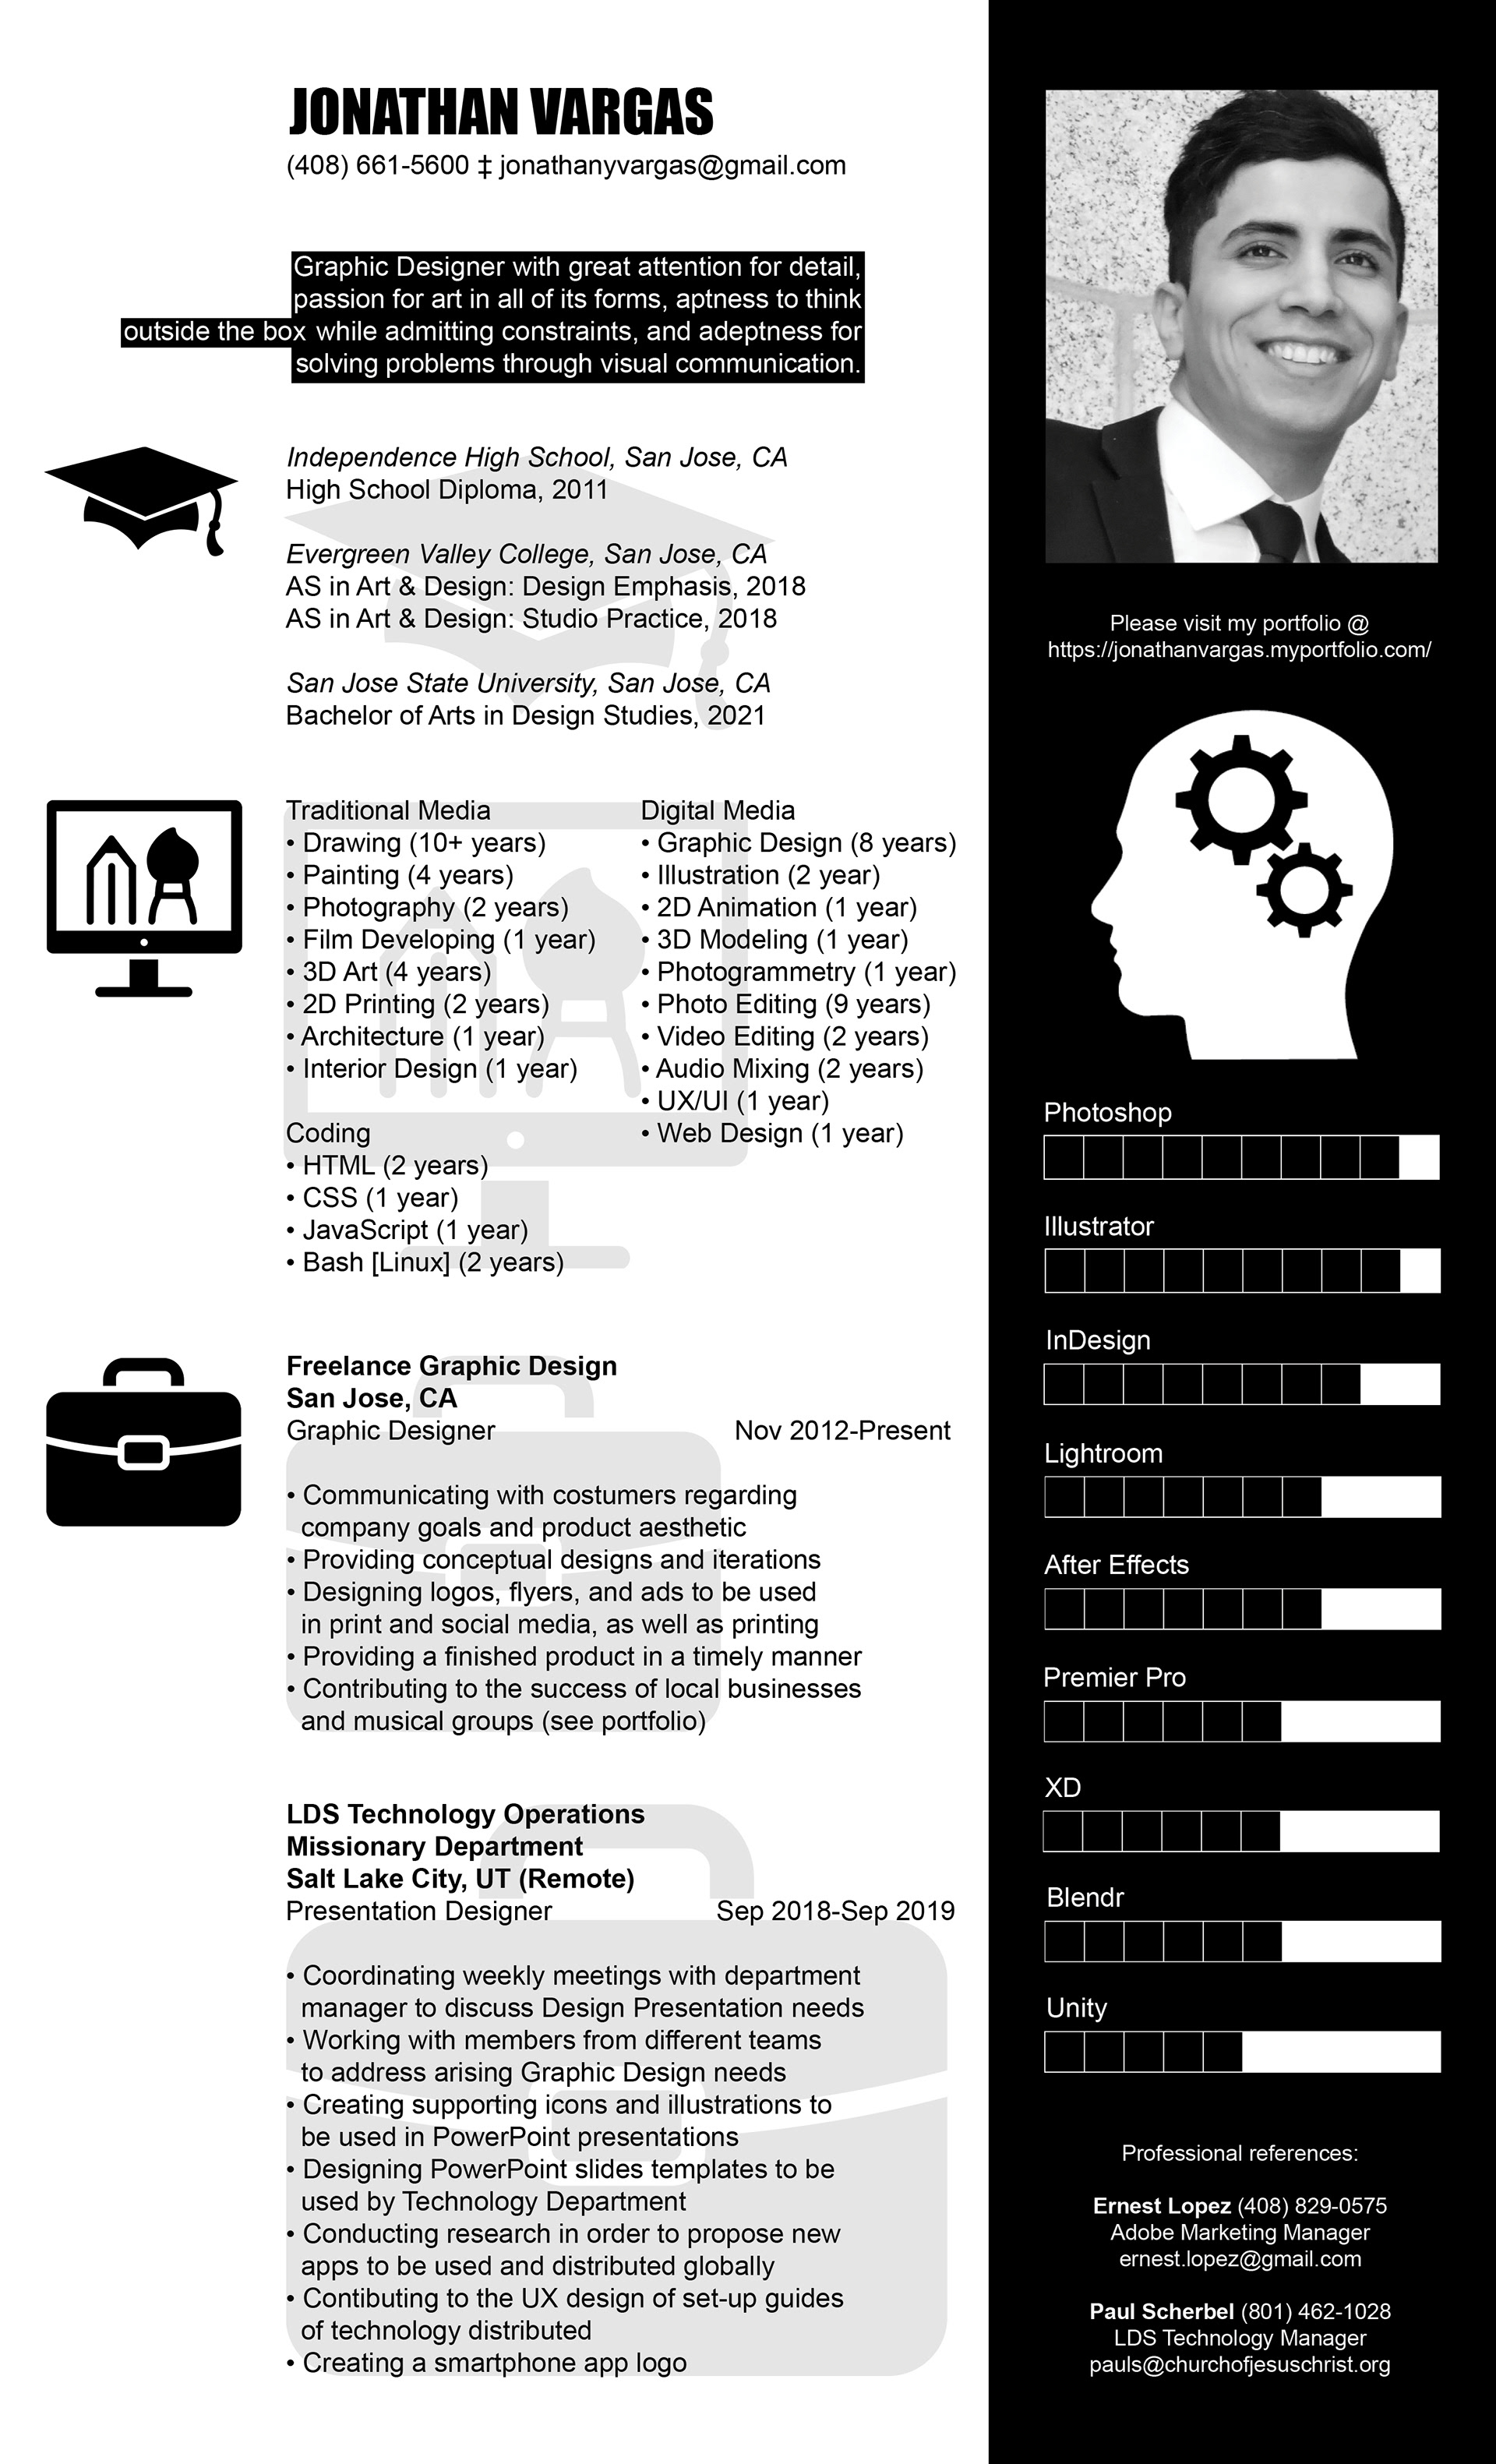 JONATHAN VARGAS
(408) 661-5600 ‡ jonathanyvargas@gmail.com
Graphic Designer with great attention for detail,
passion for art in all of its forms, aptness to think
outside the box while admitting constraints, and adeptness for
solving problems through visual communication.
Independence High School, San Jose, CA
High School Diploma, 2011
Evergreen Valley College, San Jose, CA
AS in Art & Design: Design Emphasis, 2018
AS in Art & Design: Studio Practice, 2018
San Jose State University, San Jose, CA
Bachelor of Arts in Design Studies, 2021
Traditional Media
• Drawing (10+ years)
• Painting (4 years)
• Photography (2 years)
• Film Developing (1 year)
• 3D Art (4 years)
• 2D Printing (2 years)
• Architecture (1 year)
• Interior Design (1 year)
Coding
• HTML (2 years)
• CSS (1 year)
• JavaScript (1 year)
• Bash [Linux] (2 years)
Digital Media
• Graphic Design (8 years)
• Illustration (2 year)
• 2D Animation (1 year)
• 3D Modeling (1 year)
• Photogrammetry (1 year)
• Photo Editing (9 years)
• Video Editing (2 years)
• Audio Mixing (2 years)
• UX/UI (1 year)
• Web Design (1 year)
Freelance Graphic Design
San Jose, CA
Graphic Designer Nov 2012-Present
• Communicating with costumers regarding
company goals and product aesthetic
• Providing conceptual designs and iterations
• Designing logos, flyers, and ads to be used
in print and social media, as well as printing
• Providing a finished product in a timely manner
• Contributing to the success of local businesses
and musical groups (see portfolio)
LDS Technology Operations
Missionary Department
Salt Lake City, UT (Remote)
Presentation Designer Sep 2018-Sep 2019
• Coordinating weekly meetings with department
manager to discuss Design Presentation needs
• Working with members from different teams
to address arising Graphic Design needs
• Creating supporting icons and illustrations to
be used in PowerPoint presentations
• Designing PowerPoint slides templates to be
used by Technology Department
• Conducting research in order to propose new
apps to be used and distributed globally
• Contibuting to the UX design of set-up guides
of technology distributed
• Creating a smartphone app logo
Please visit my portfolio @
https://jonathanvargas.myportfolio.com/
Photoshop
Illustrator
InDesign
Lightroom
After Effects
Premier Pro
XD
Blendr
Unity
Professional references:
Ernest Lopez (408) 829-0575
Adobe Marketing Manager
ernest.lopez@gmail.com
Paul Scherbel (801) 462-1028
LDS Technology Manager
pauls@churchofjesuschrist.org